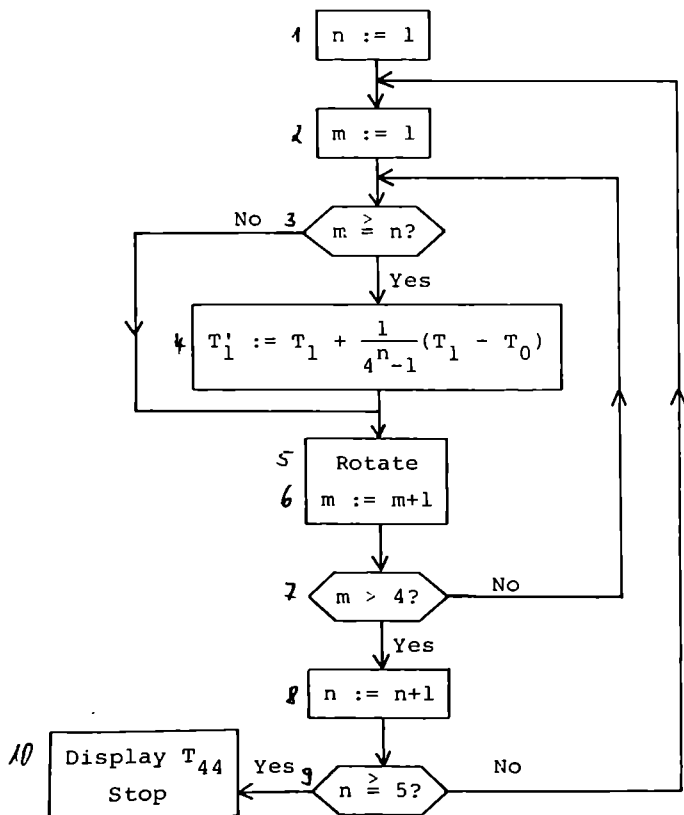 1 n := 1
2 m := 1
No 3 m ≧ n?
Yes
4 T'₁ := T₁ + 1/(4ⁿ-1) (T₁ - T₀)
5 Rotate
6 m := m+1
7 m > 4? No
Yes
8 n := n+1
10 Display T₄₄
Stop
Yes 9 n ≧ 5? No